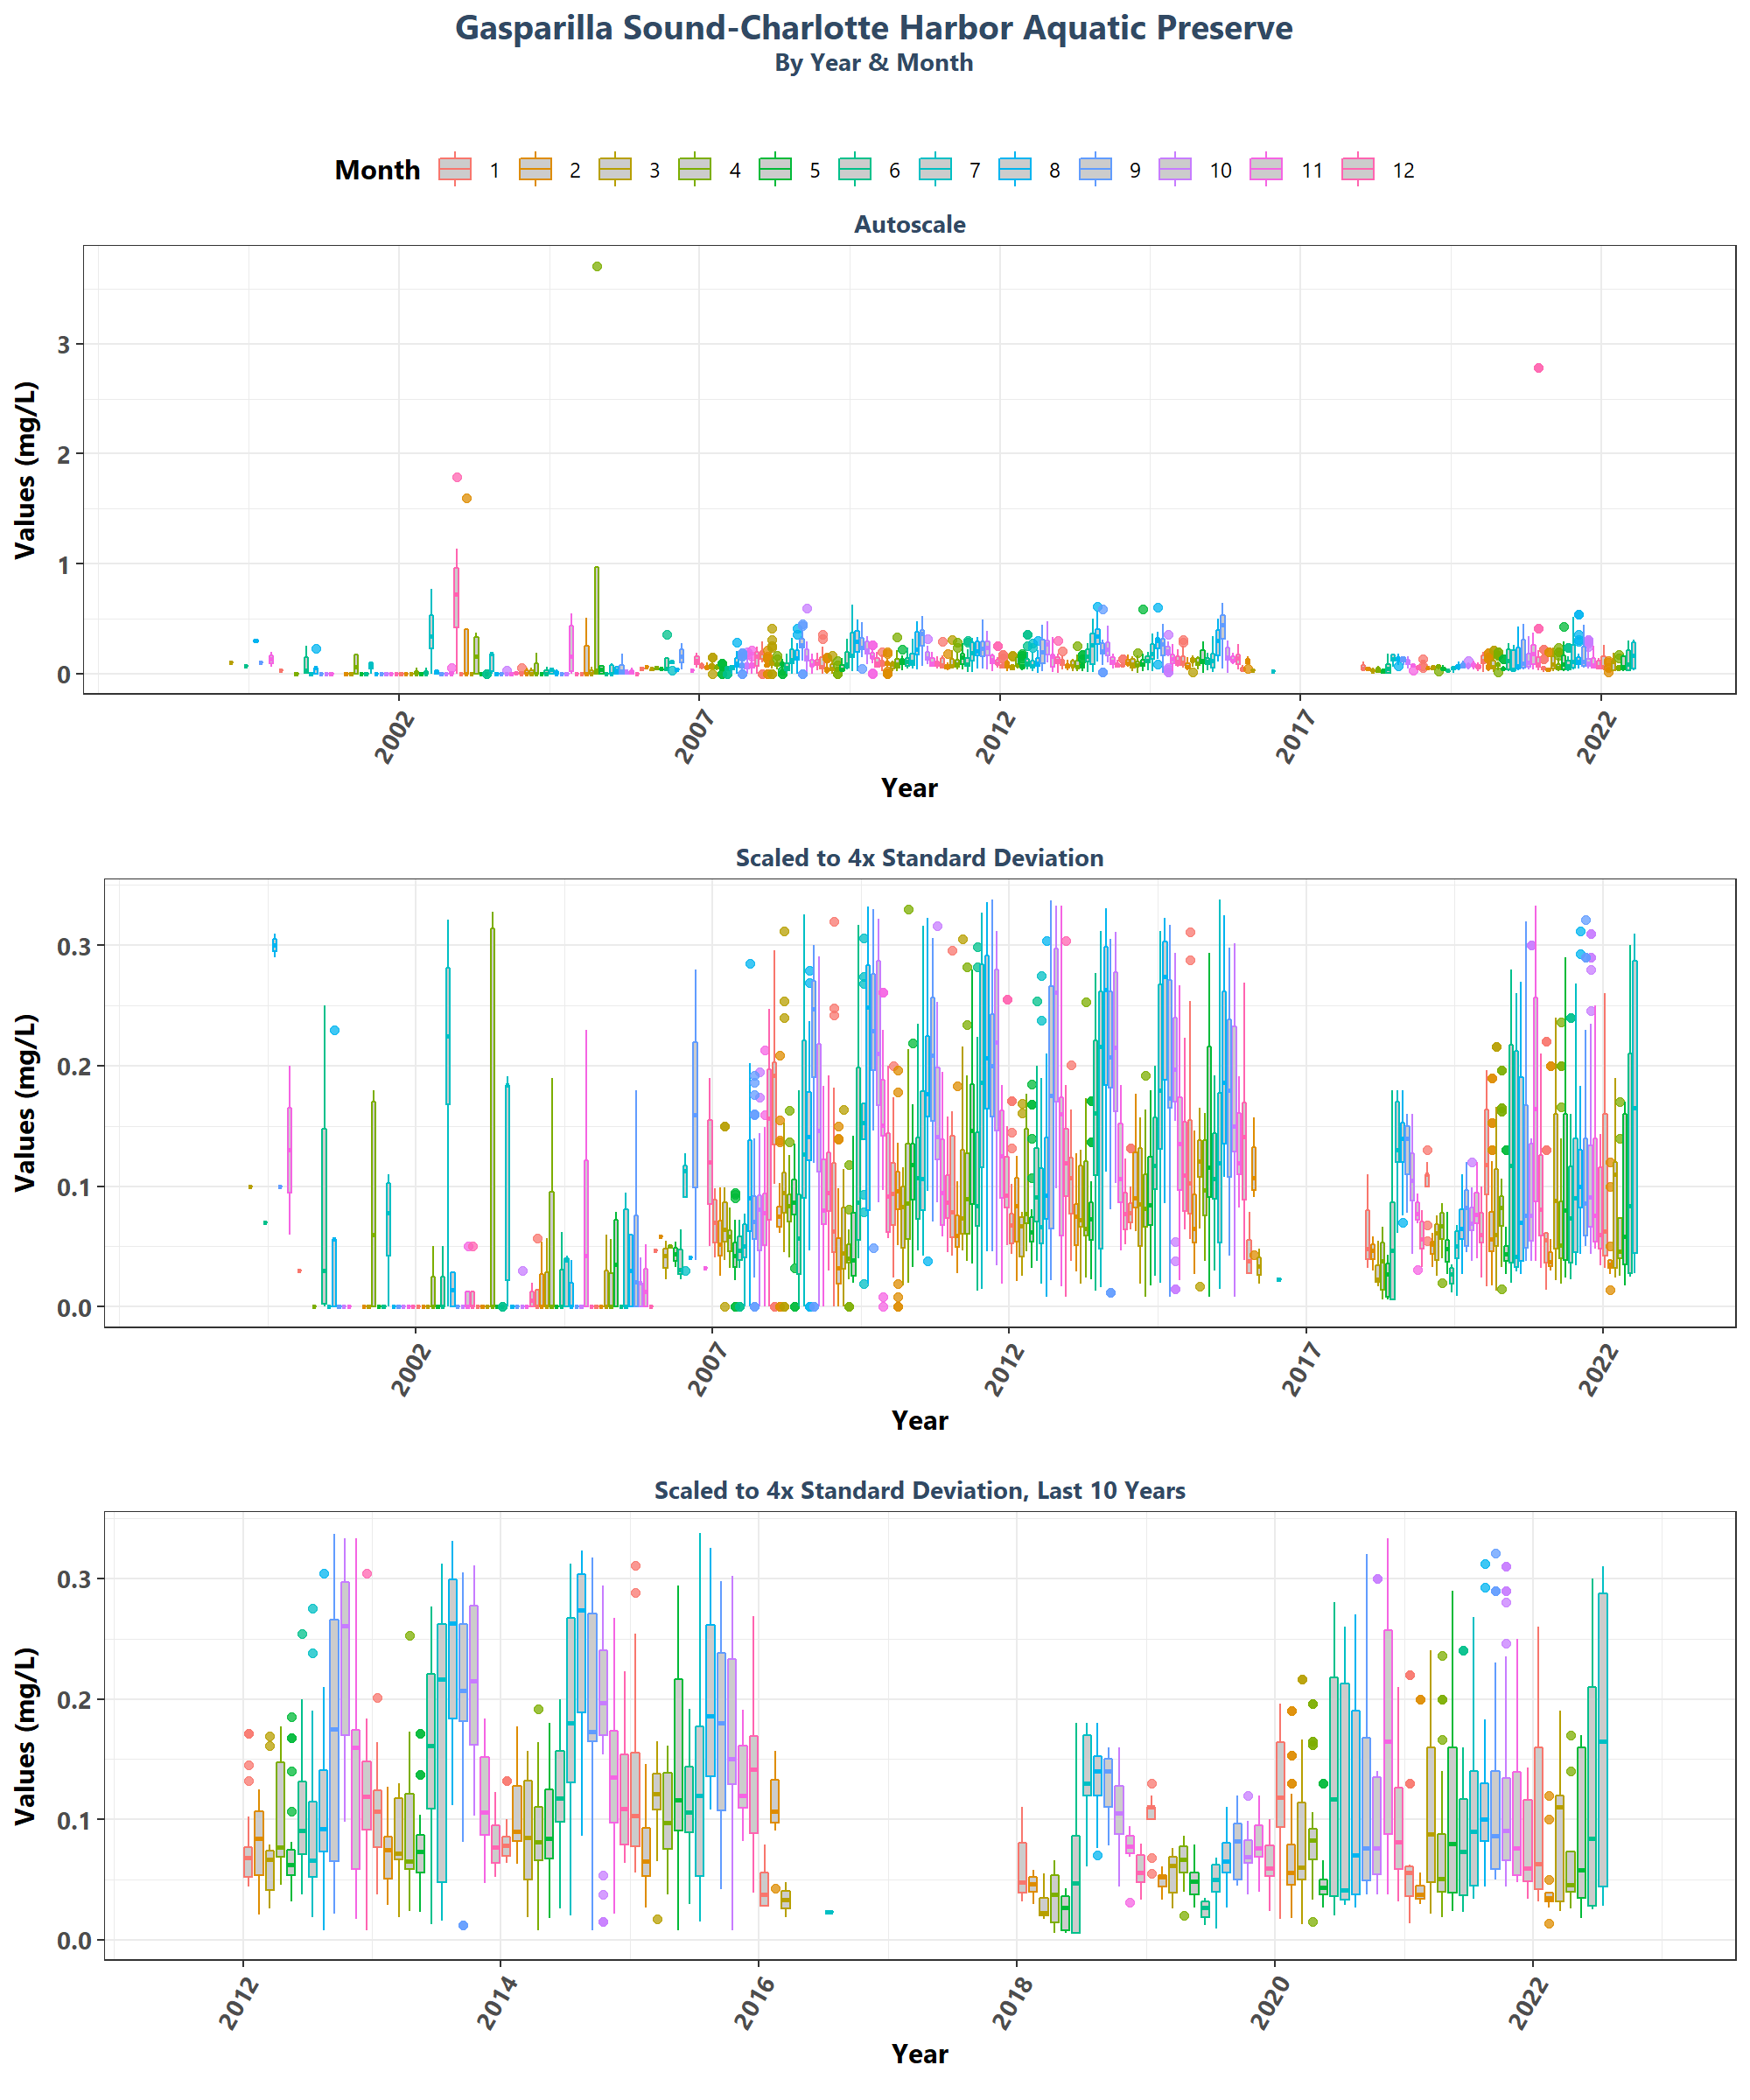 Gasparilla Sound-Charlotte Harbor Aquatic Preserve
By Year & Month
Month 1 2 3 4 5 6 7 8 9 10 11 12
Autoscale
Values (mg/L)
3
2
1
0
2002 2007 2012 2017 2022
Year
Scaled to 4x Standard Deviation
Values (mg/L)
0.3
0.2
0.1
0.0
2002 2007 2012 2017 2022
Year
Scaled to 4x Standard Deviation, Last 10 Years
Values (mg/L)
0.3
0.2
0.1
0.0
2012 2014 2016 2018 2020 2022
Year